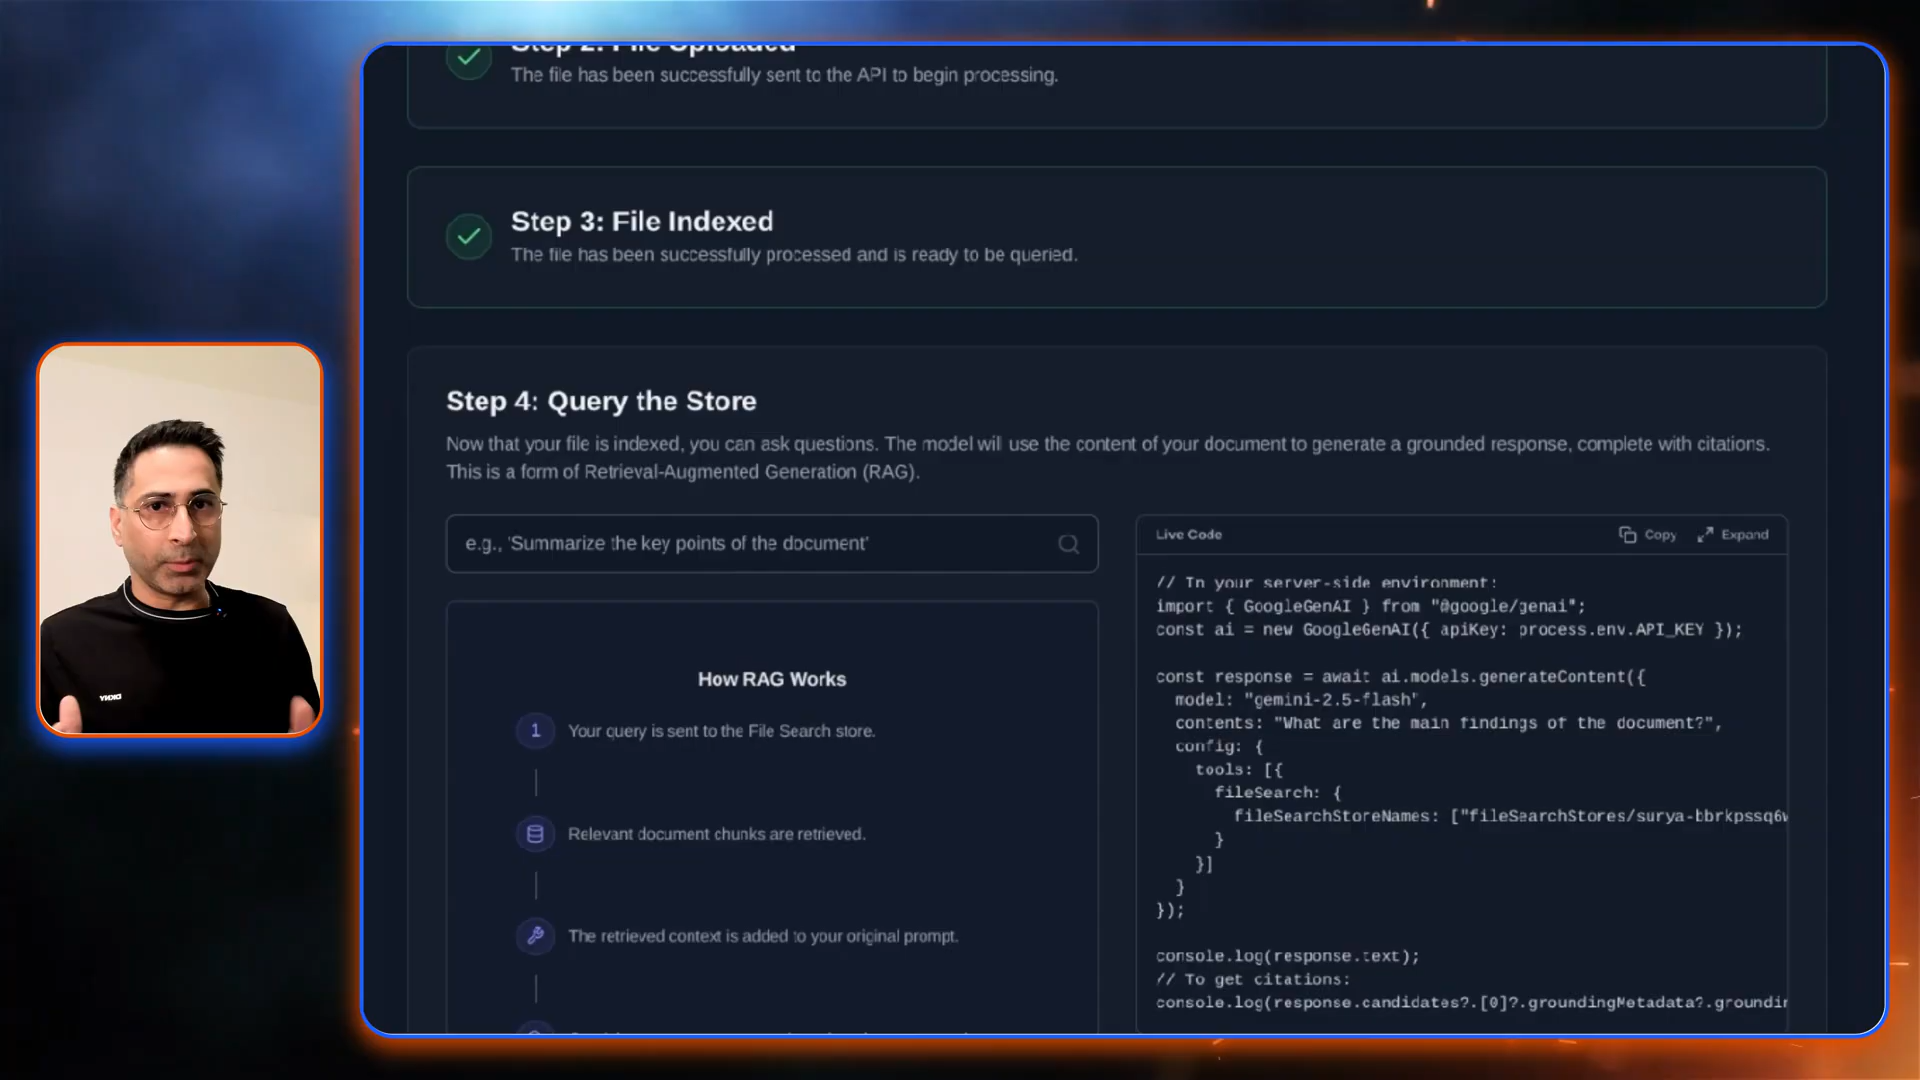 Step 2: File Uploaded
The file has been successfully sent to the API to begin processing.
Step 3: File Indexed
The file has been successfully processed and is ready to be queried.
Step 4: Query the Store
Now that your file is indexed, you can ask questions. The model will use the content of your document to generate a grounded response, complete with citations.
This is a form of Retrieval-Augmented Generation (RAG).
e.g., 'Summarize the key points of the document'
How RAG Works
1 Your query is sent to the File Search store.
Relevant document chunks are retrieved.
The retrieved context is added to your original prompt.
Live Code
Copy
Expand
// In your server-side environment:
import { GoogleGenAI } from "@google/genai";
const ai = new GoogleGenAI({ apiKey: process.env.API_KEY });
const response = await ai.models.generateContent({
model: "gemini-2.5-flash",
contents: "What are the main findings of the document?",
config: {
tools: [{
fileSearch: {
fileSearchStoreNames: ["fileSearchStores/surya-bbrkpssq6w
}
}]
}
});
console.log(response.text);
// To get citations:
console.log(response.candidates?.[0]?.groundingMetadata?.groundin